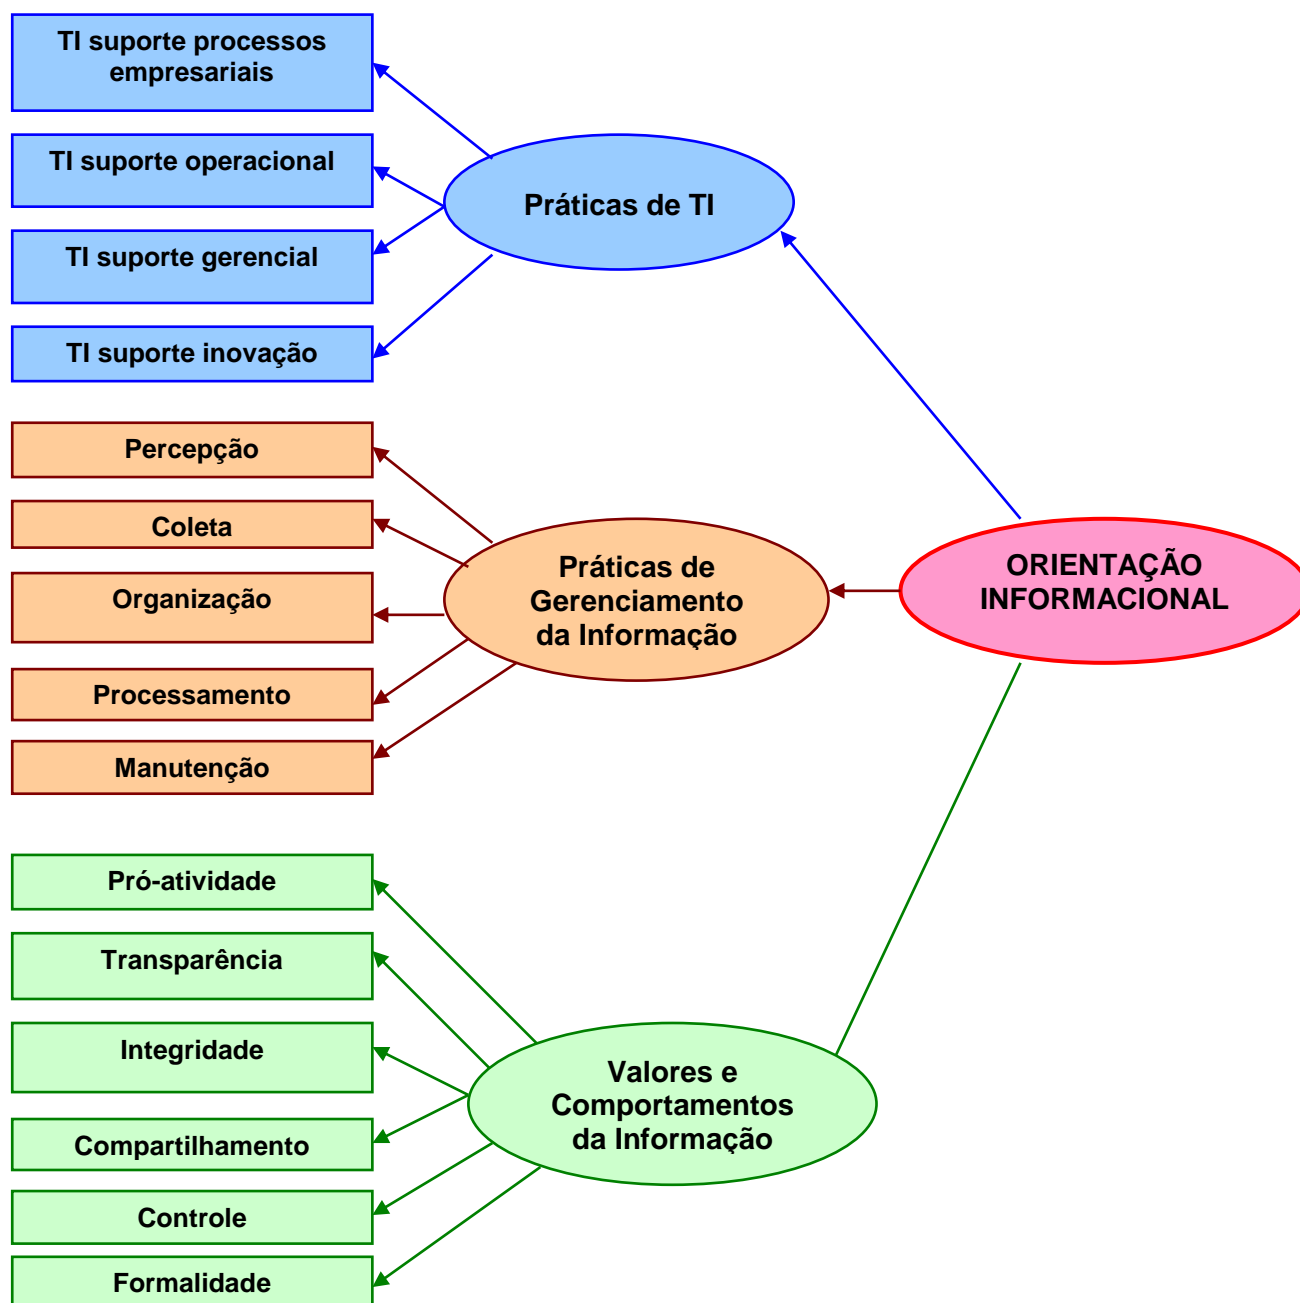 TI suporte processos
empresariais
TI suporte operacional
TI suporte gerencial
TI suporte inovação
Práticas de TI
Percepção
Coleta
Organização
Processamento
Manutenção
Práticas de
Gerenciamento
da Informação
ORIENTAÇÃO
INFORMACIONAL
Pró-atividade
Transparência
Integridade
Compartilhamento
Controle
Formalidade
Valores e
Comportamentos
da Informação